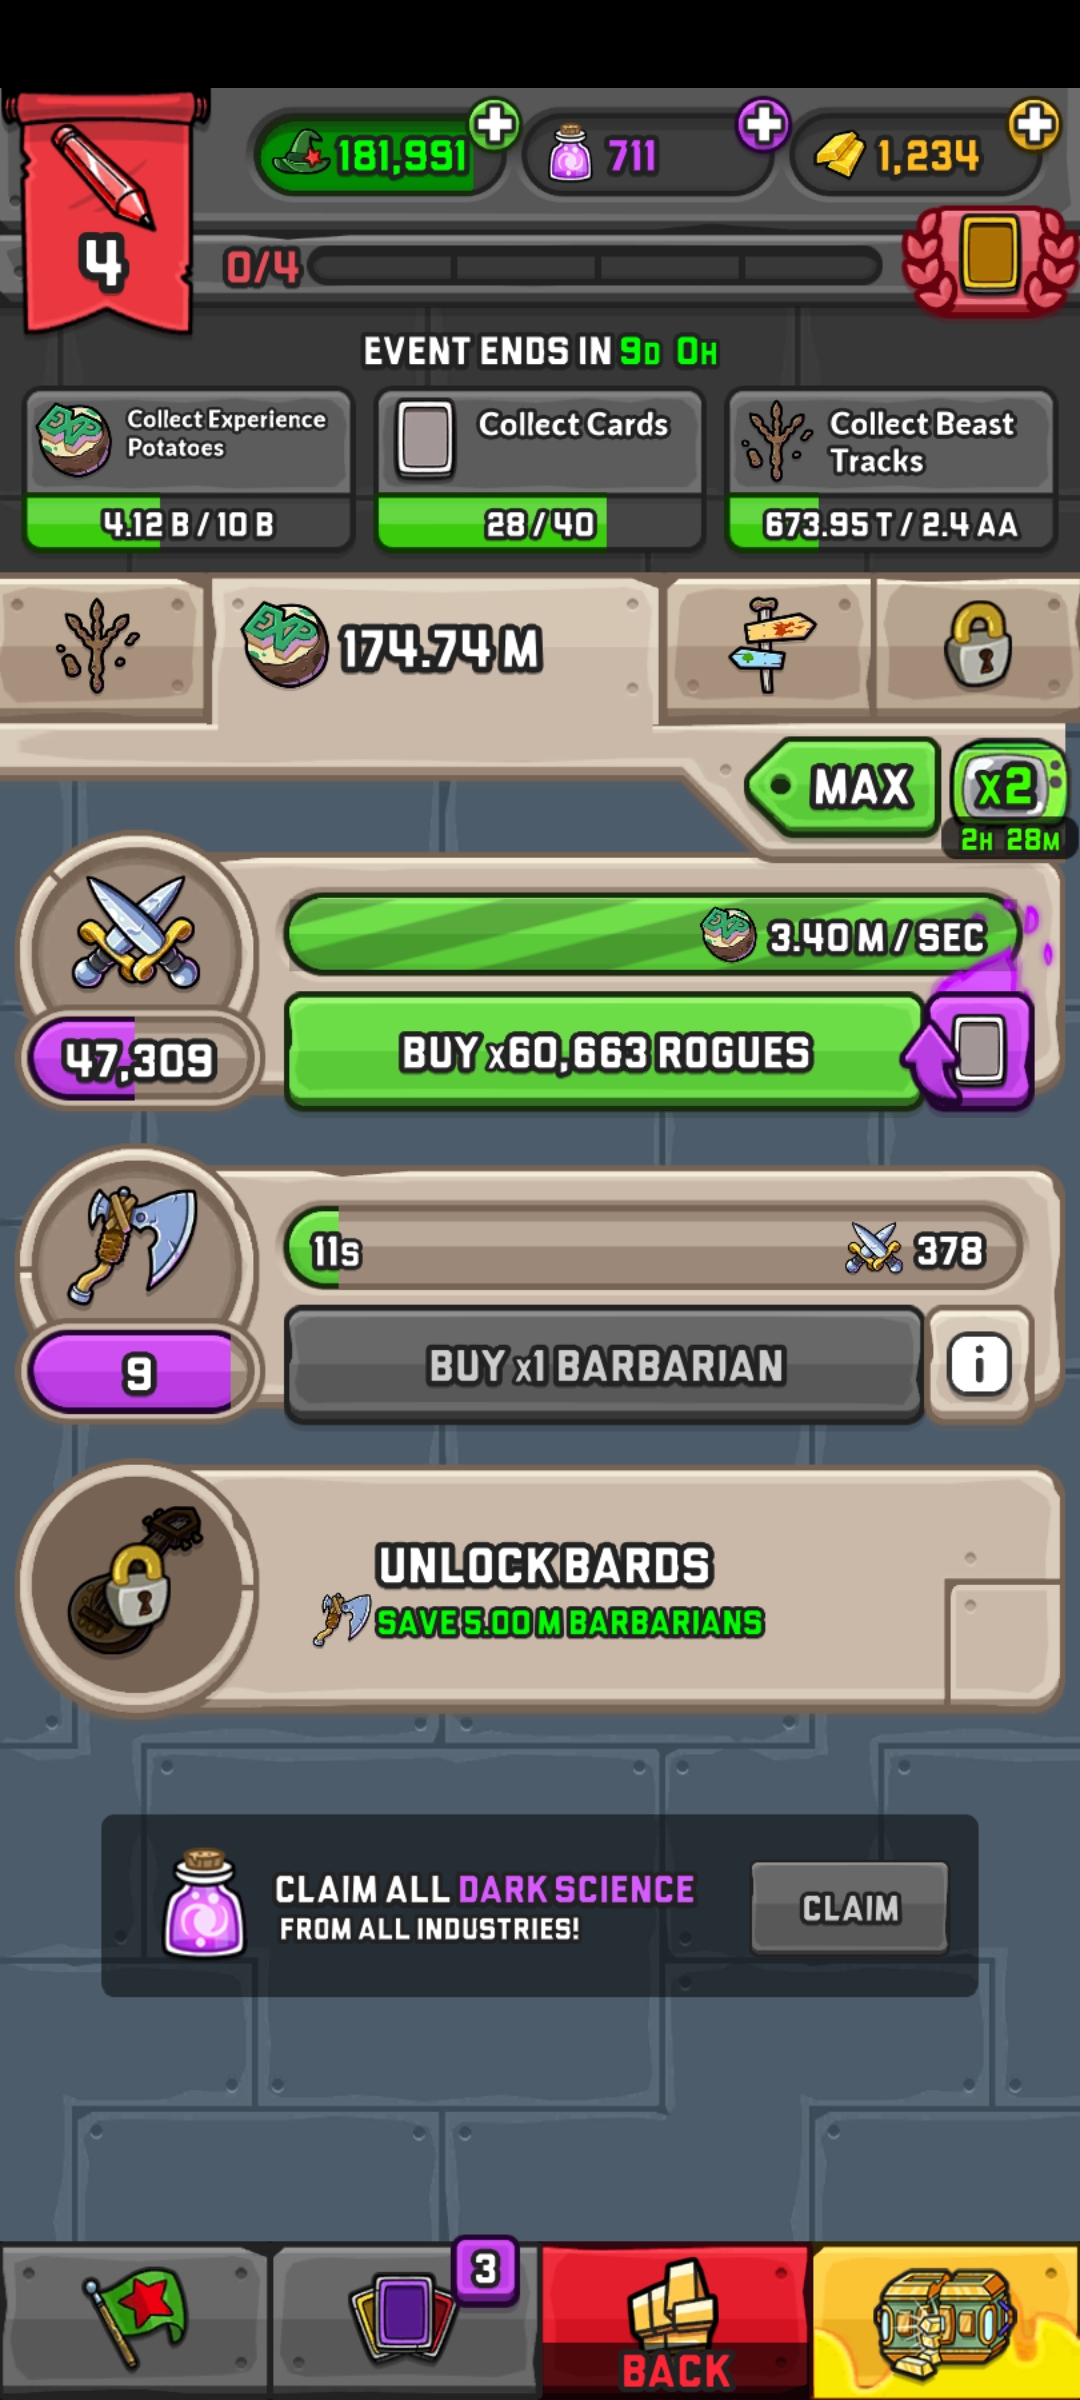 181,991
711
1,234
4
0/4
EVENT ENDS IN 9D 0H
Collect Experience
Potatoes
4.12 B / 10 B
Collect Cards
28 / 40
Collect Beast
Tracks
673.95 T / 2.4 AA
EXP
174.74 M
MAX
x2
2H 28M
3.40 M / SEC
47,309
BUY x60,663 ROGUES
11s
378
9
BUY x1 BARBARIAN
i
UNLOCK BARDS
SAVE 5.00 M BARBARIANS
CLAIM ALL DARK SCIENCE
FROM ALL INDUSTRIES!
CLAIM
3
BACK